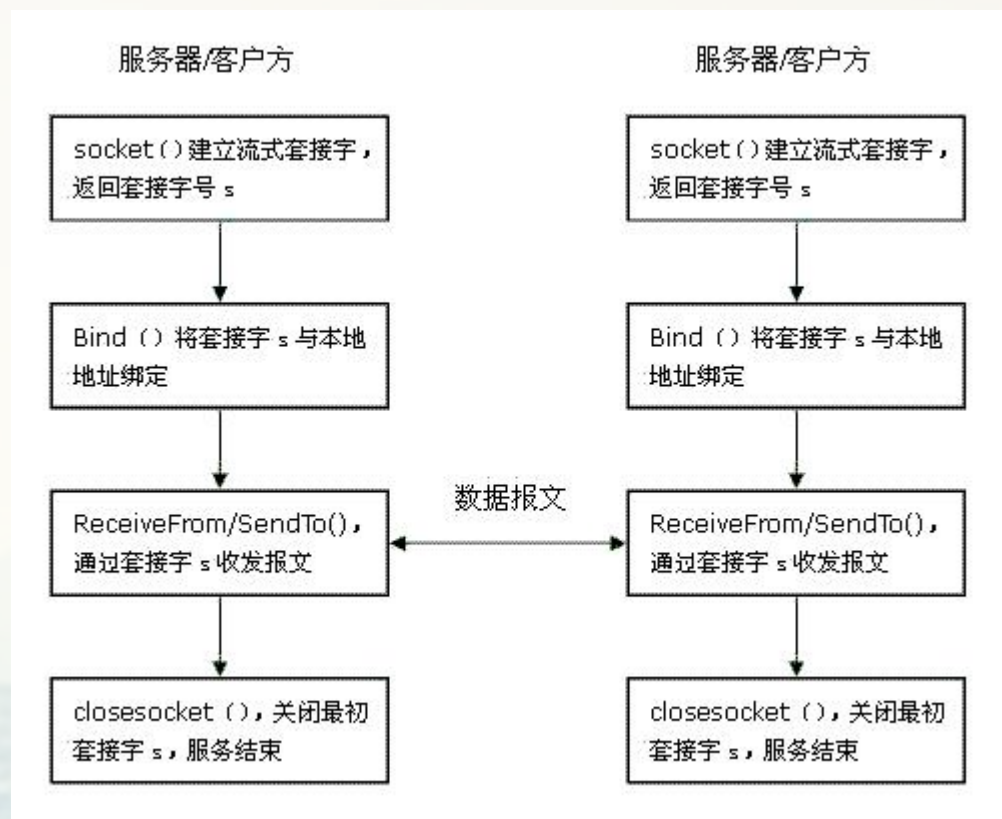 服务器/客户方
socket()建立流式套接字，
返回套接字号 s
Bind () 将套接字 s 与本地
地址绑定
ReceiveFrom/SendTo()，
通过套接字 s 收发报文
closesocket ()，关闭最初
套接字 s，服务结束
数据报文
服务器/客户方
socket()建立流式套接字，
返回套接字号 s
Bind () 将套接字 s 与本地
地址绑定
ReceiveFrom/SendTo()，
通过套接字 s 收发报文
closesocket ()，关闭最初
套接字 s，服务结束